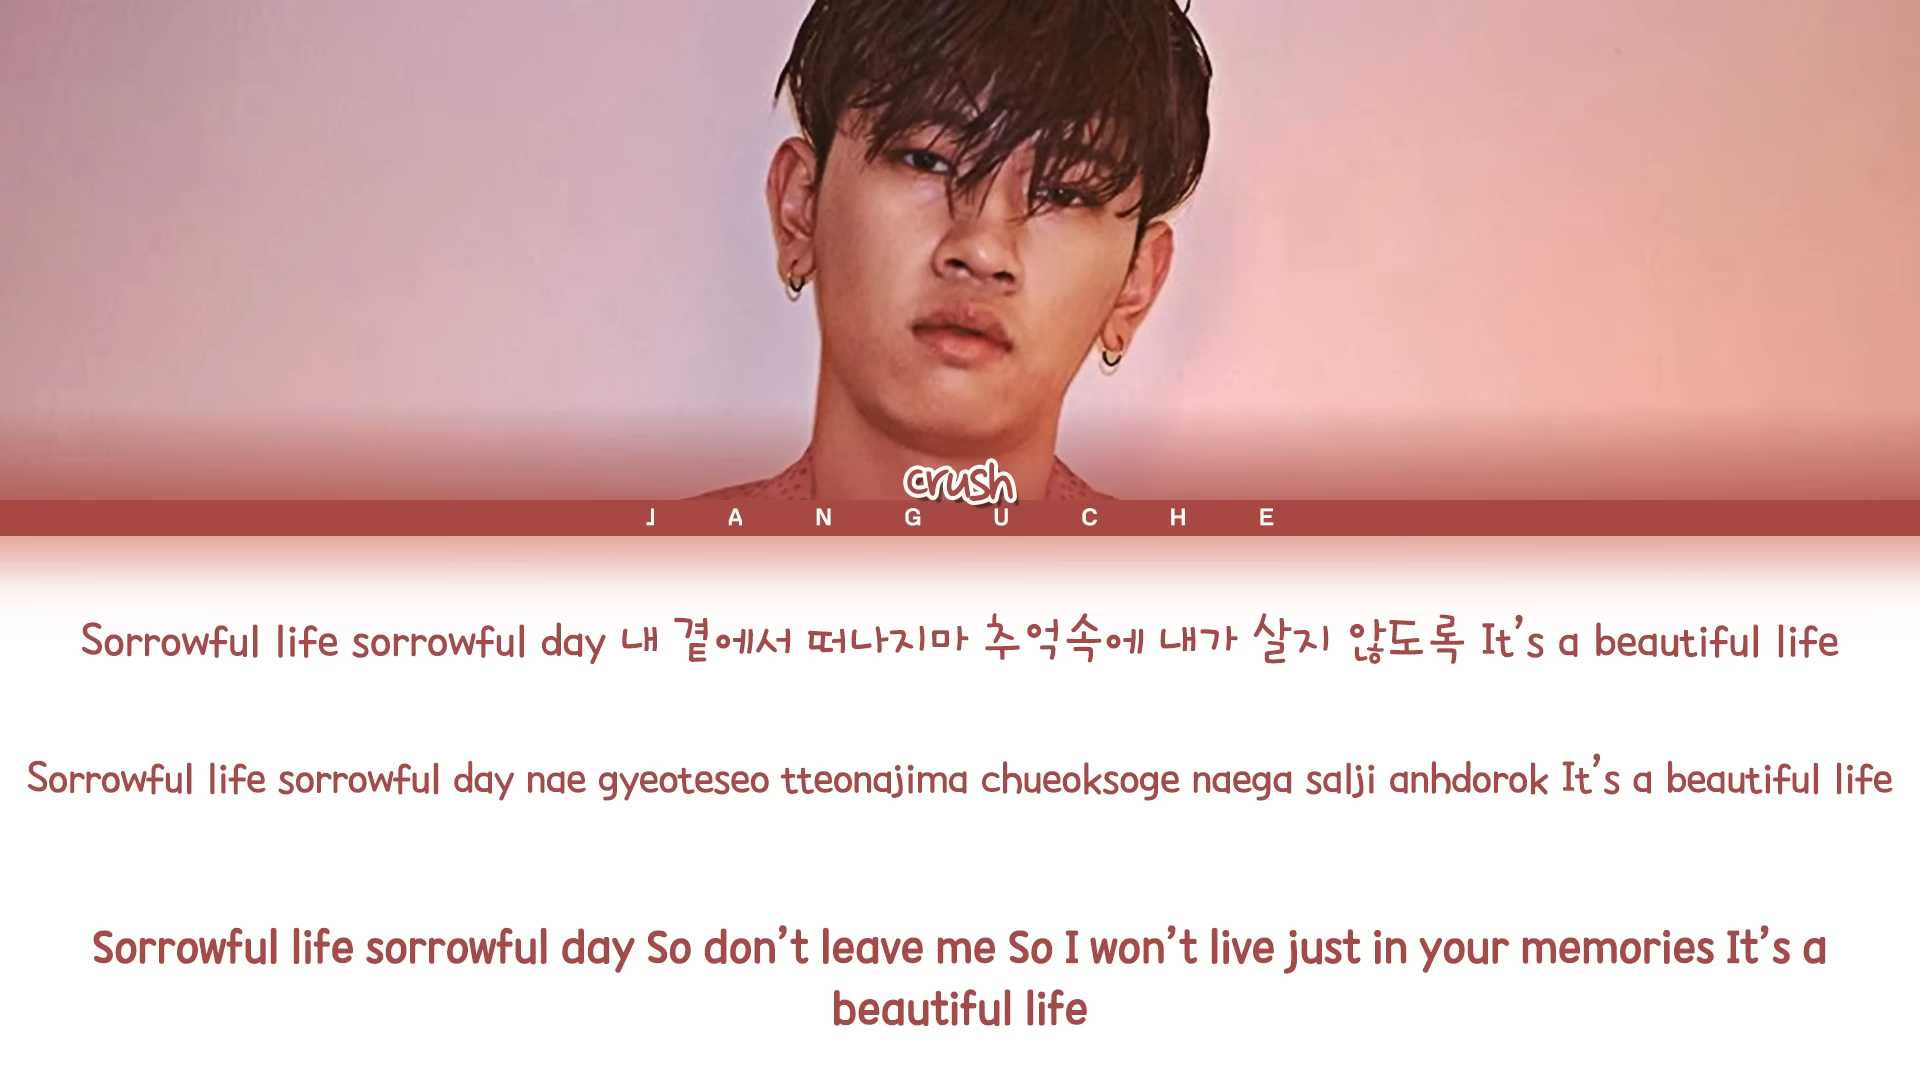 crush
JANGUCHE
Sorrowful life sorrowful day 내 곁에서 떠나지마 추억속에 내가 살지 않도록 It's a beautiful life
Sorrowful life sorrowful day nae gyeoteseo tteonajima chueoksoge naega salji anhdorok It's a beautiful life
Sorrowful life sorrowful day So don't leave me So I won't live just in your memories It's a
beautiful life